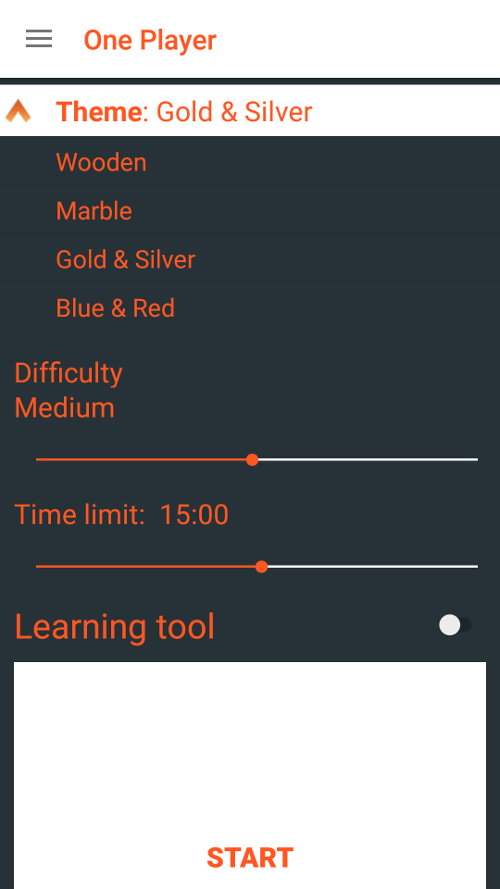 One Player
Theme: Gold & Silver
Wooden
Marble
Gold & Silver
Blue & Red
Difficulty
Medium
Time limit: 15:00
Learning tool
START